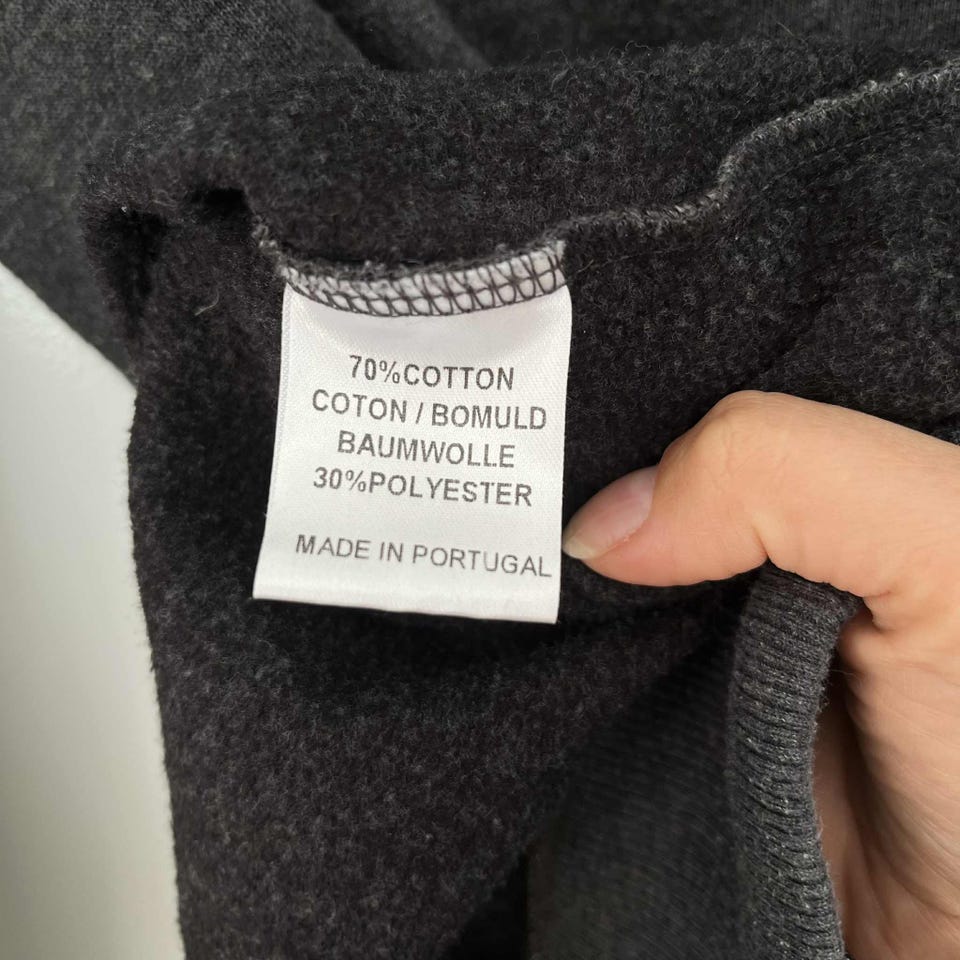 70%COTTON
COTON / BOMULD
BAUMWOLLE
30%POLYESTER
MADE IN PORTUGAL